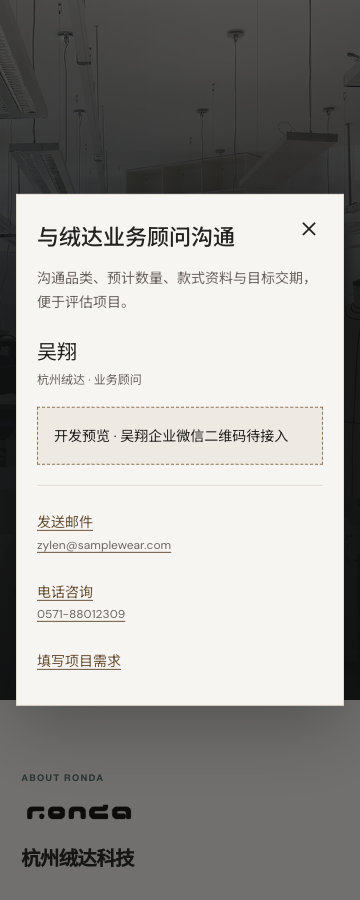 与绒达业务顾问沟通
沟通品类、预计数量、款式资料与目标交期，
便于评估项目。
吴翔
杭州绒达 · 业务顾问
开发预览 · 吴翔企业微信二维码待接入
发送邮件
zylen@samplewear.com
电话咨询
0571-88012309
填写项目需求
ABOUT RONDA
ronda
杭州绒达科技